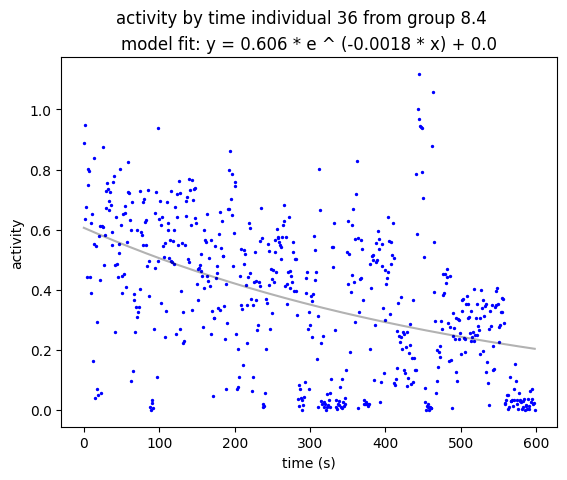 activity by time individual 36 from group 8.4
model fit: y = 0.606 * e ^ (-0.0018 * x) + 0.0
1.0
0.8
0.6
0.4
0.2
0.0
activity
0 100 200 300 400 500 600
time (s)